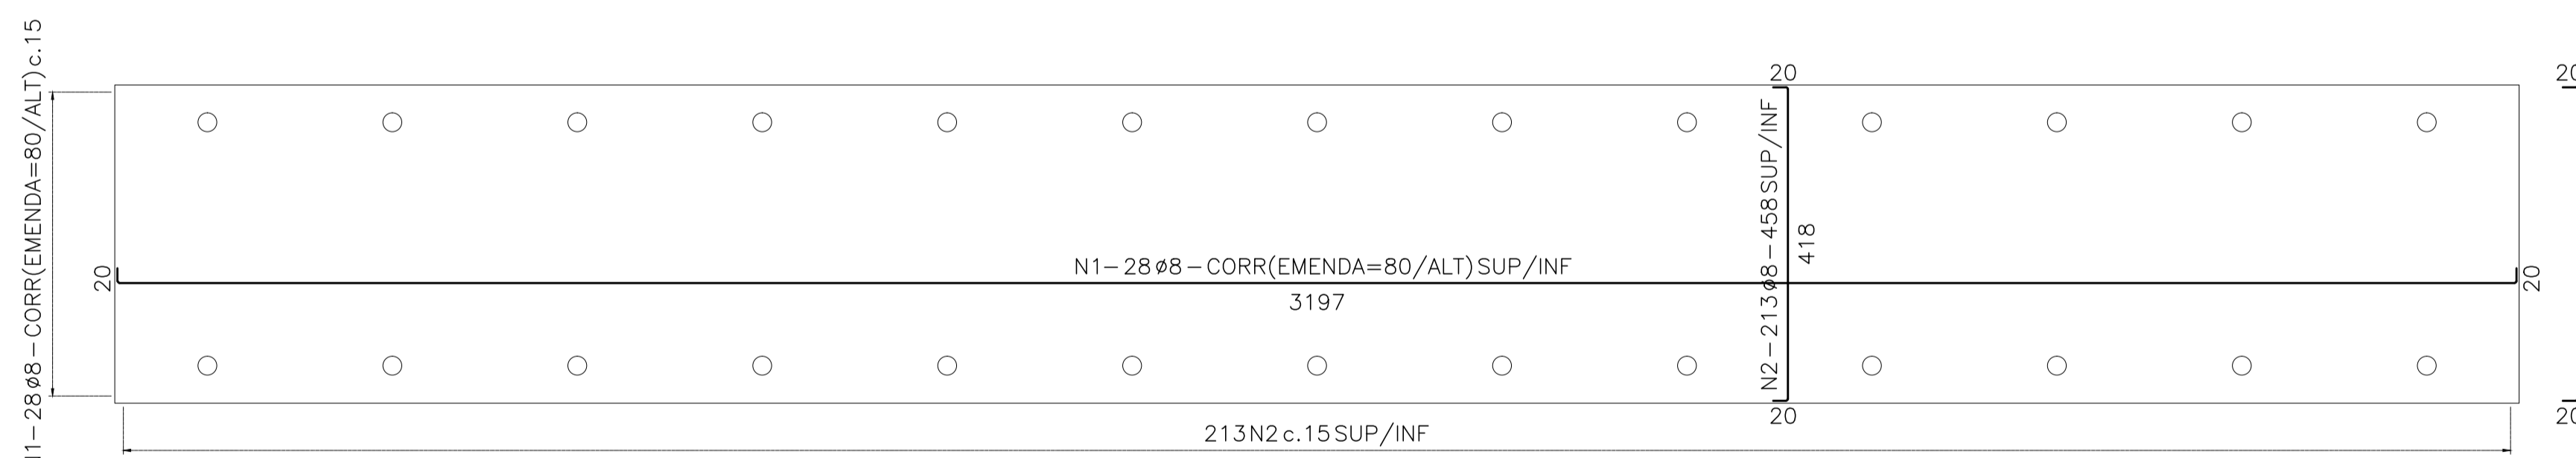 N1-28ø8-CORR(EMENDA=80/ALT)c.15
20
20
N2-213ø8-458SUP/INF
418
N1-28ø8-CORR(EMENDA=80/ALT)SUP/INF
20
20
3197
20
20
213N2c.15SUP/INF